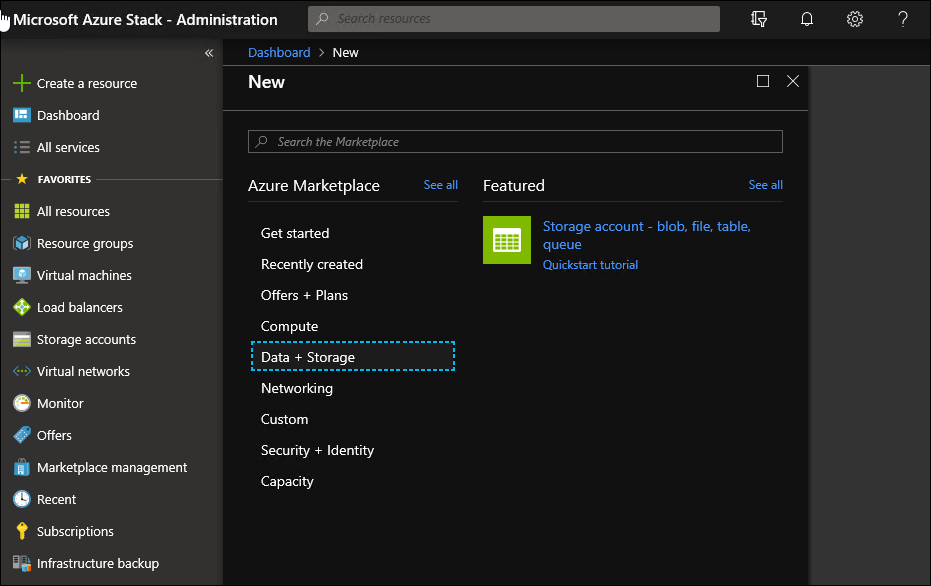 Microsoft Azure Stack - Administration
Search resources
?
«
Dashboard > New
Create a resource
Dashboard
All services
FAVORITES
All resources
Resource groups
Virtual machines
Load balancers
Storage accounts
Virtual networks
Monitor
Offers
Marketplace management
Recent
Subscriptions
Infrastructure backup
New
Search the Marketplace
Azure Marketplace
See all
Get started
Recently created
Offers + Plans
Compute
Data + Storage
Networking
Custom
Security + Identity
Capacity
Featured
See all
Storage account - blob, file, table,
queue
Quickstart tutorial